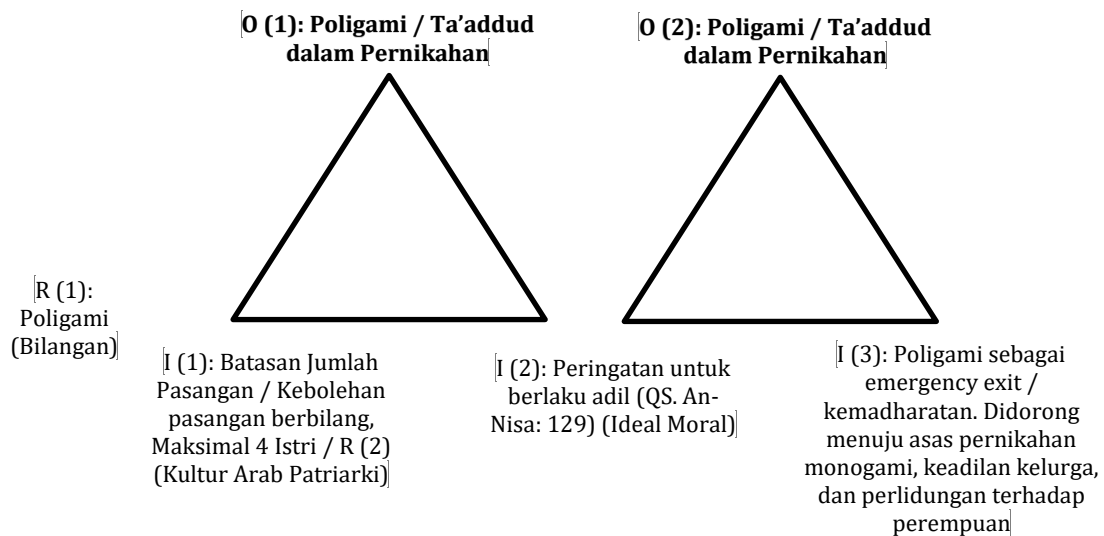 O (1): Poligami / Ta’addud
dalam Pernikahan
O (2): Poligami / Ta’addud
dalam Pernikahan
R (1):
Poligami
(Bilangan)
I (1): Batasan Jumlah
Pasangan / Kebolehan
pasangan berbilang,
Maksimal 4 Istri / R (2)
(Kultur Arab Patriarki)
I (2): Peringatan untuk
berlaku adil (QS. An-
Nisa: 129) (Ideal Moral)
I (3): Poligami sebagai
emergency exit /
kemadharatan. Didorong
menuju asas pernikahan
monogami, keadilan kelurga,
dan perlidungan terhadap
perempuan